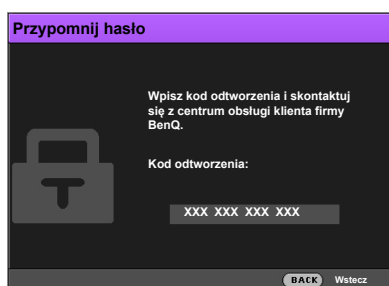 Przypomnij hasło
Wpisz kod odtworzenia i skontaktuj
się z centrum obsługi klienta firmy
BenQ.
Kod odtworzenia:
XXX XXX XXX XXX
BACK Wstecz